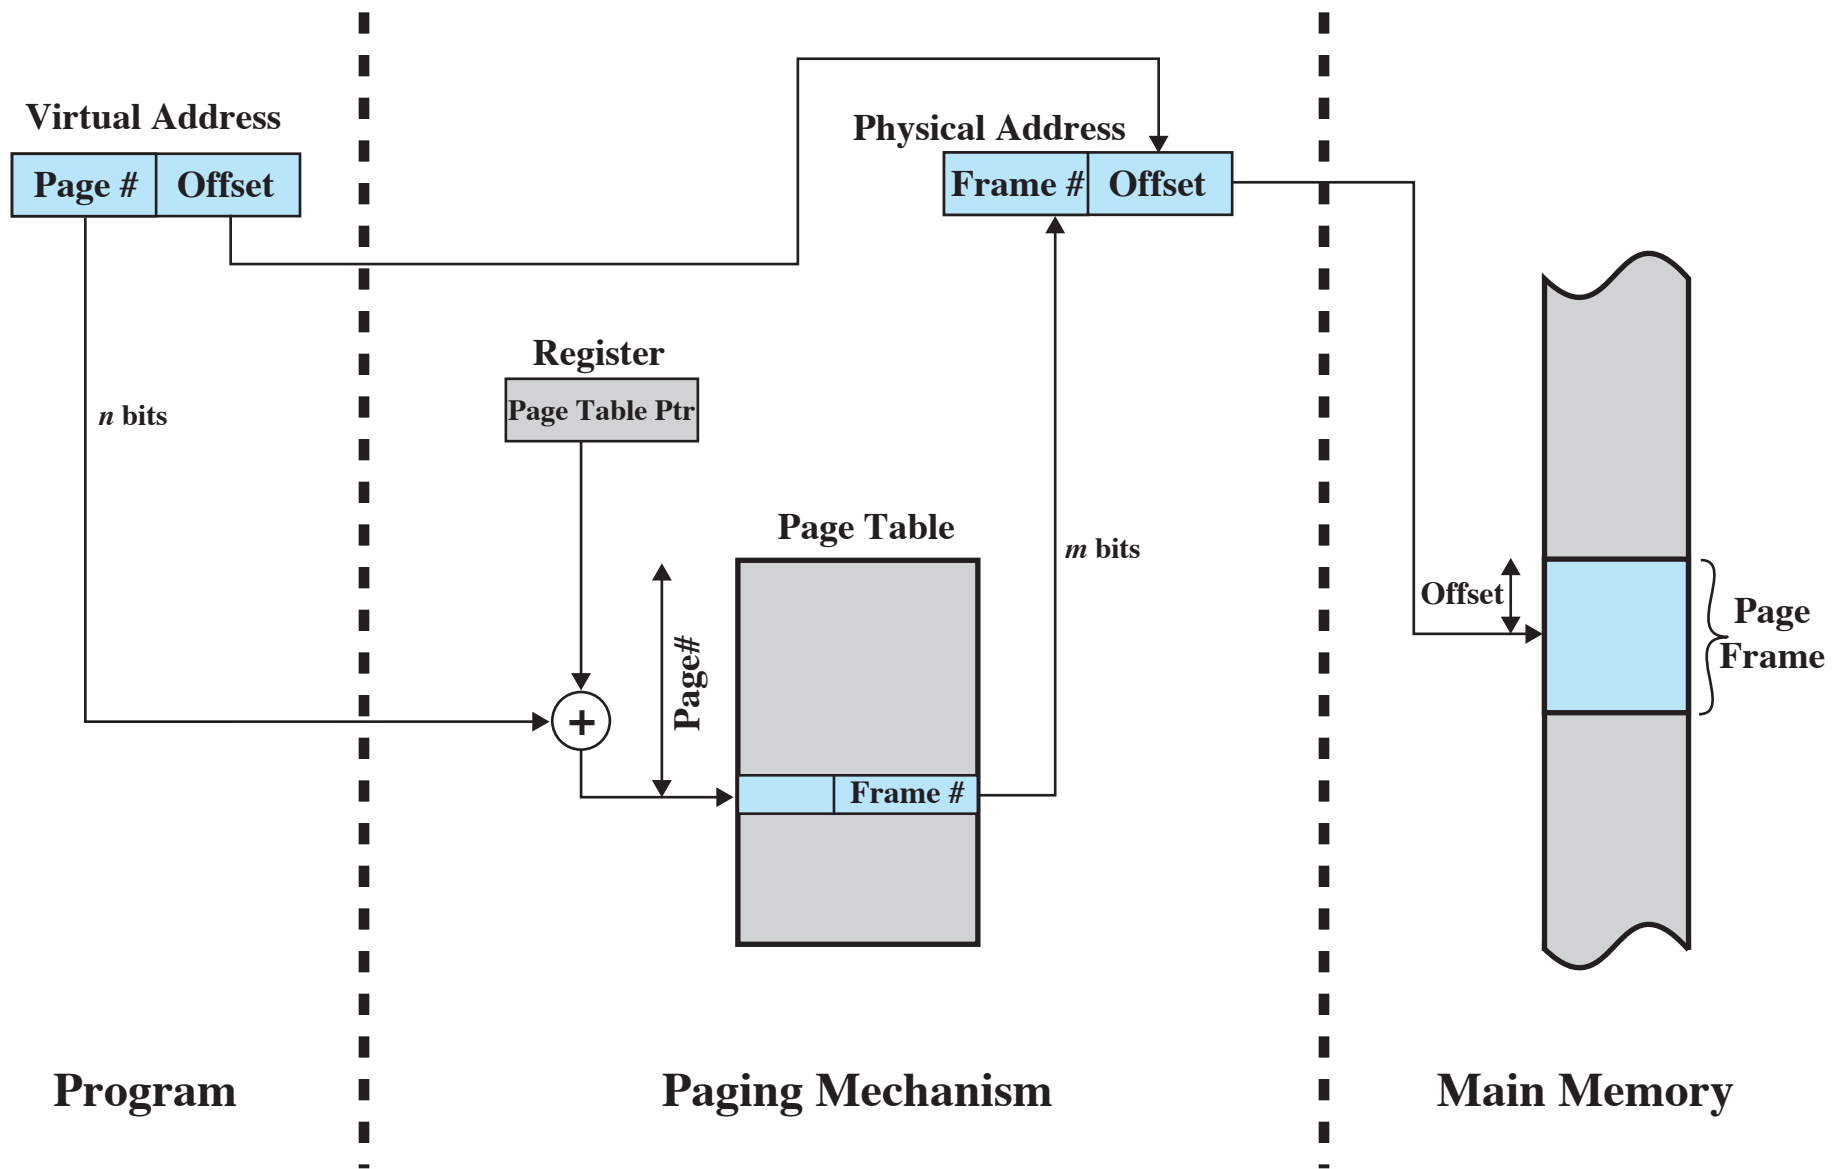 Virtual Address
Page #
Offset
Physical Address
Frame #
Offset
Register
Page Table Ptr
n bits
Page Table
m bits
Page#
+
Frame #
Offset
Page
Frame
Program
Paging Mechanism
Main Memory